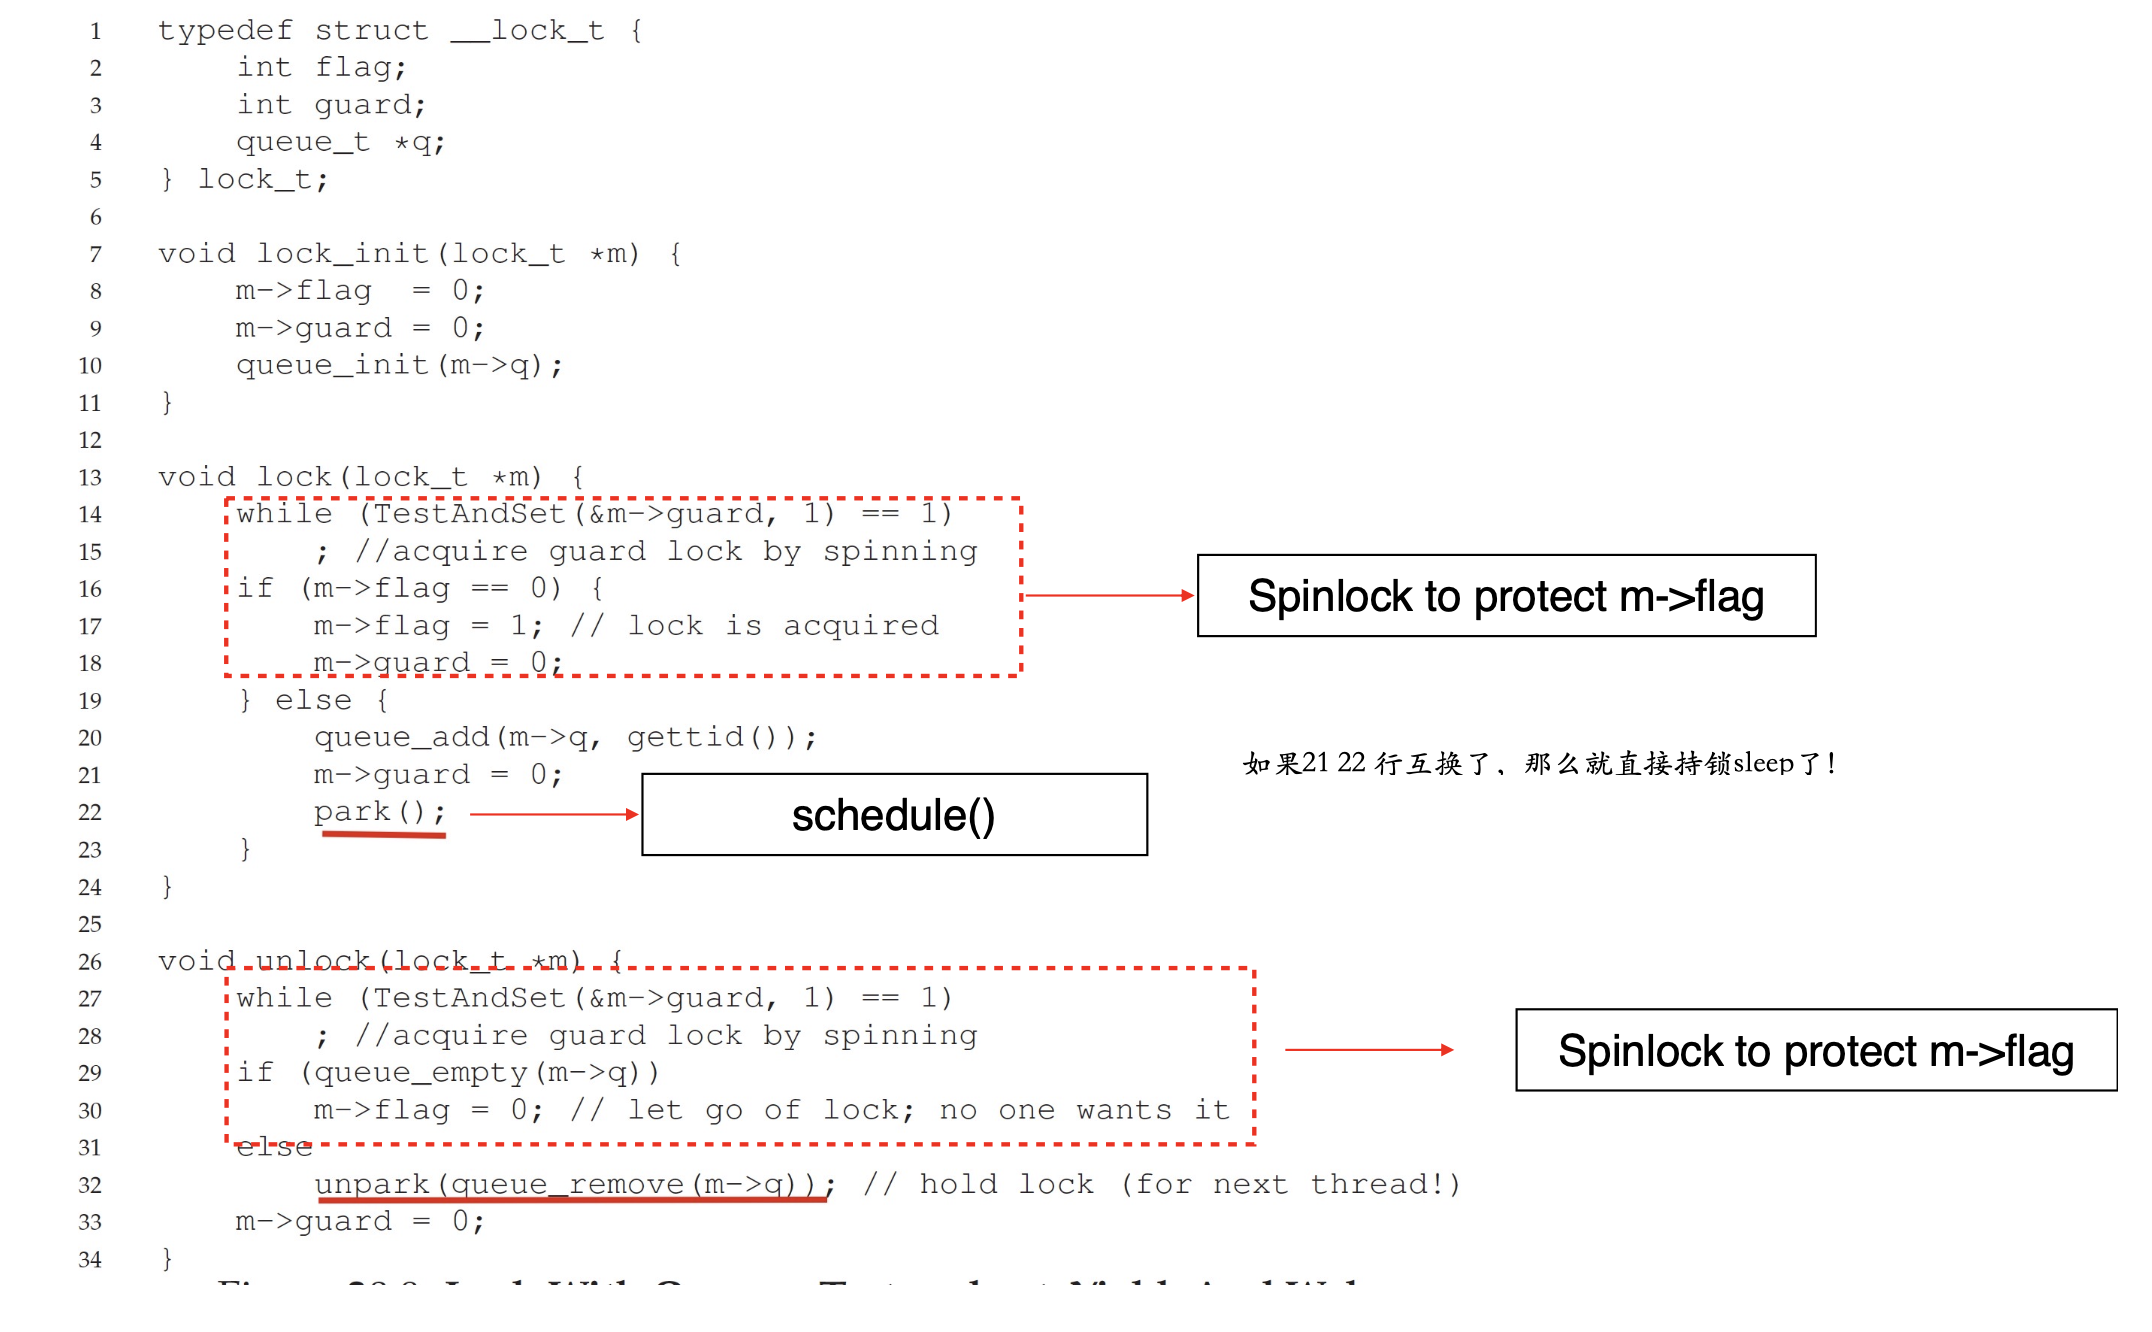 1 typedef struct __lock_t {
2 int flag;
3 int guard;
4 queue_t *q;
5 } lock_t;
6
7 void lock_init(lock_t *m) {
8 m->flag = 0;
9 m->guard = 0;
10 queue_init(m->q);
11 }
12
13 void lock(lock_t *m) {
14 while (TestAndSet(&m->guard, 1) == 1)
15 ; //acquire guard lock by spinning
16 if (m->flag == 0) {
17 m->flag = 1; // lock is acquired
18 m->guard = 0;
Spinlock to protect m->flag
19 } else {
20 queue_add(m->q, gettid());
21 m->guard = 0;
如果21 22 行互换了，那么就直接持锁sleep了！
22 park();
schedule()
23 }
24 }
25
26 void unlock(lock_t *m) {
27 while (TestAndSet(&m->guard, 1) == 1)
28 ; //acquire guard lock by spinning
29 if (queue_empty(m->q))
30 m->flag = 0; // let go of lock; no one wants it
Spinlock to protect m->flag
31 else
32 unpark(queue_remove(m->q)); // hold lock (for next thread!)
33 m->guard = 0;
34 }